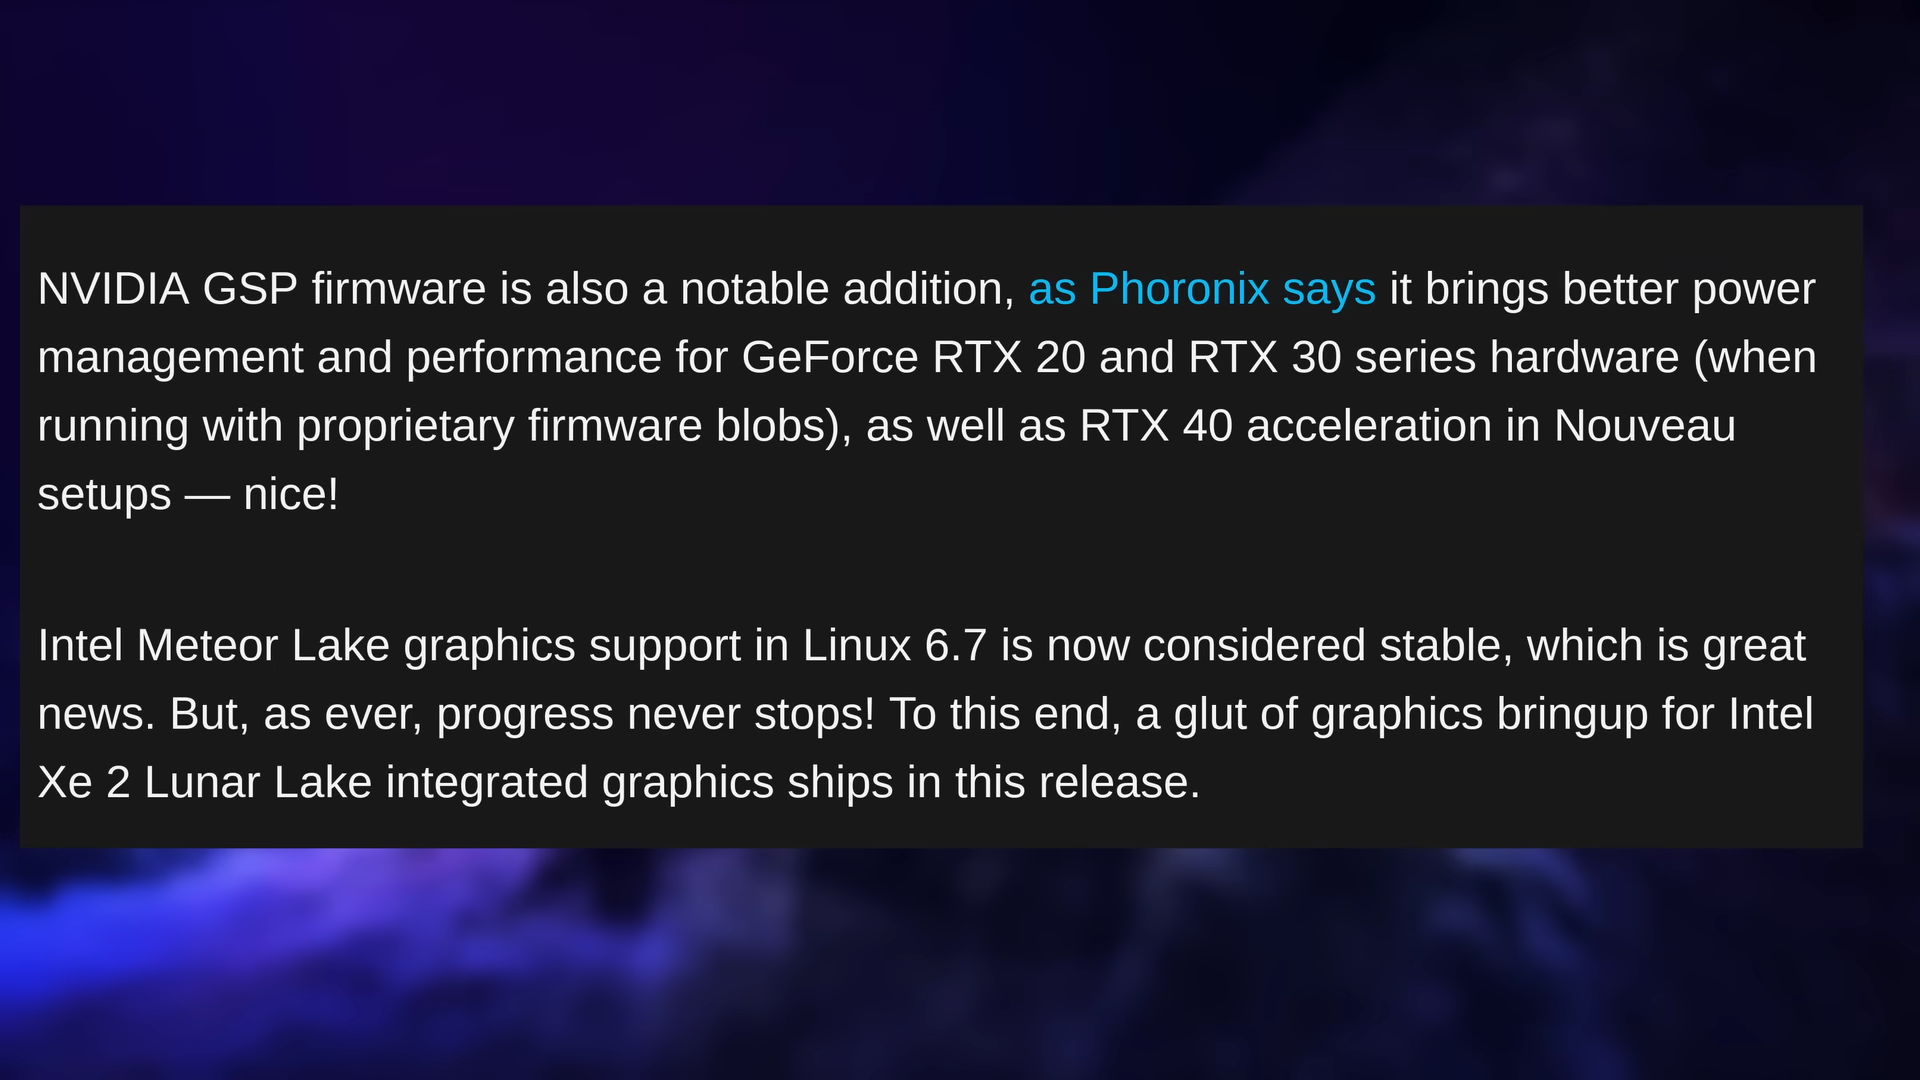 NVIDIA GSP firmware is also a notable addition, as Phoronix says it brings better power
management and performance for GeForce RTX 20 and RTX 30 series hardware (when
running with proprietary firmware blobs), as well as RTX 40 acceleration in Nouveau
setups — nice!
Intel Meteor Lake graphics support in Linux 6.7 is now considered stable, which is great
news. But, as ever, progress never stops! To this end, a glut of graphics bringup for Intel
Xe 2 Lunar Lake integrated graphics ships in this release.